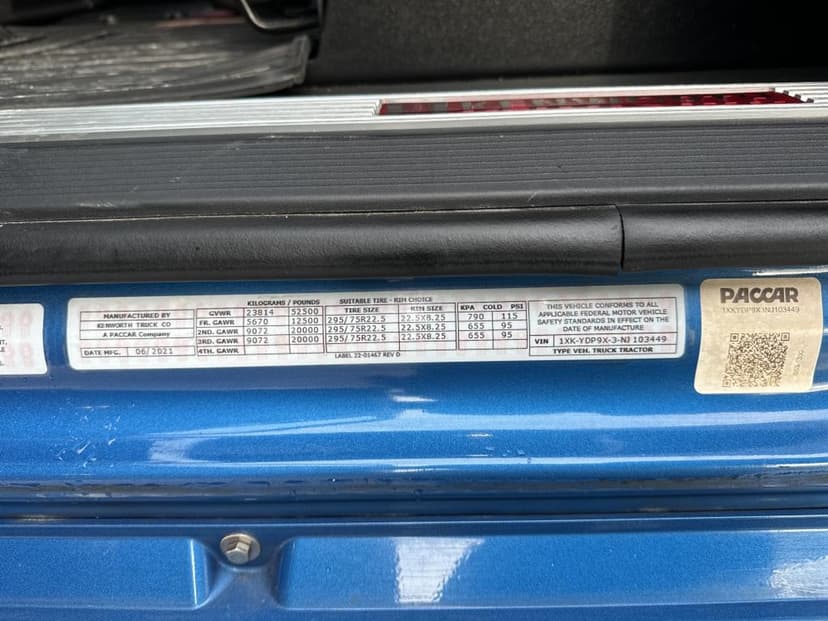 KILOGRAMS / POUNDS SUITABLE TIRE - RIM CHOICE
MANUFACTURED BY
KENWORTH TRUCK CO
A PACCAR Company
DATE MFG. 06/2021
GVWR 23814 52500 TIRE SIZE RIM SIZE KPA COLD PSI
FR. GAWR 5670 12500 295/75R22.5 22.5X8.25 790 115
2ND. GAWR 9072 20000 295/75R22.5 22.5X8.25 655 95
3RD. GAWR 9072 20000 295/75R22.5 22.5X8.25 655 95
4TH. GAWR
LABEL 22-01467 REV D
THIS VEHICLE CONFORMS TO ALL
APPLICABLE FEDERAL MOTOR VEHICLE
SAFETY STANDARDS IN EFFECT ON THE
DATE OF MANUFACTURE
VIN 1XK-YDP9X-3-NJ 103449
TYPE VEH. TRUCK TRACTOR
PACCAR